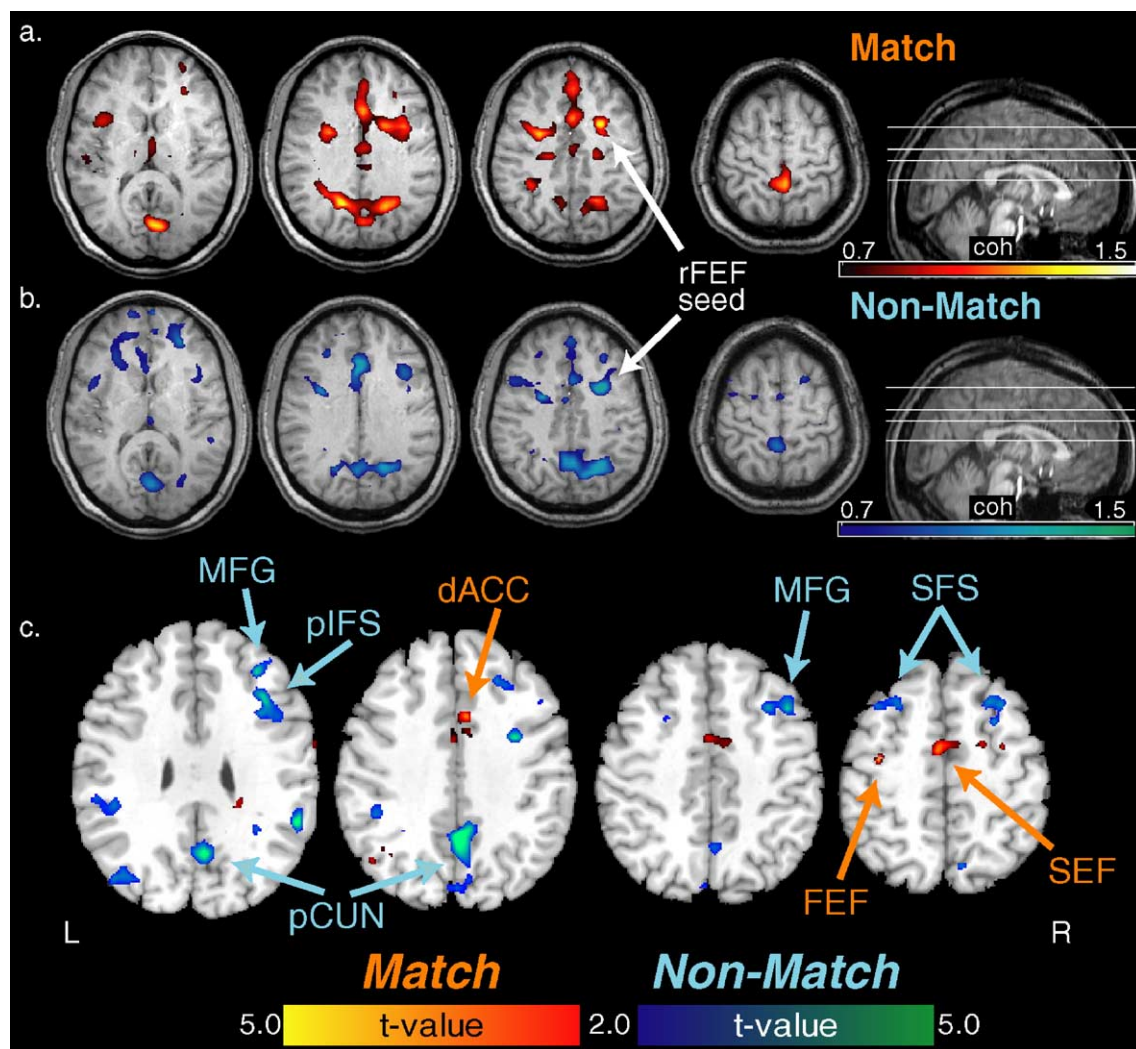 a.
Match
0.7 coh 1.5
rFEF
seed
b.
Non-Match
0.7 coh 1.5
MFG
dACC
MFG
SFS
c.
pIFS
pCUN
FEF
SEF
L
R
Match
Non-Match
5.0 t-value 2.0
t-value 5.0